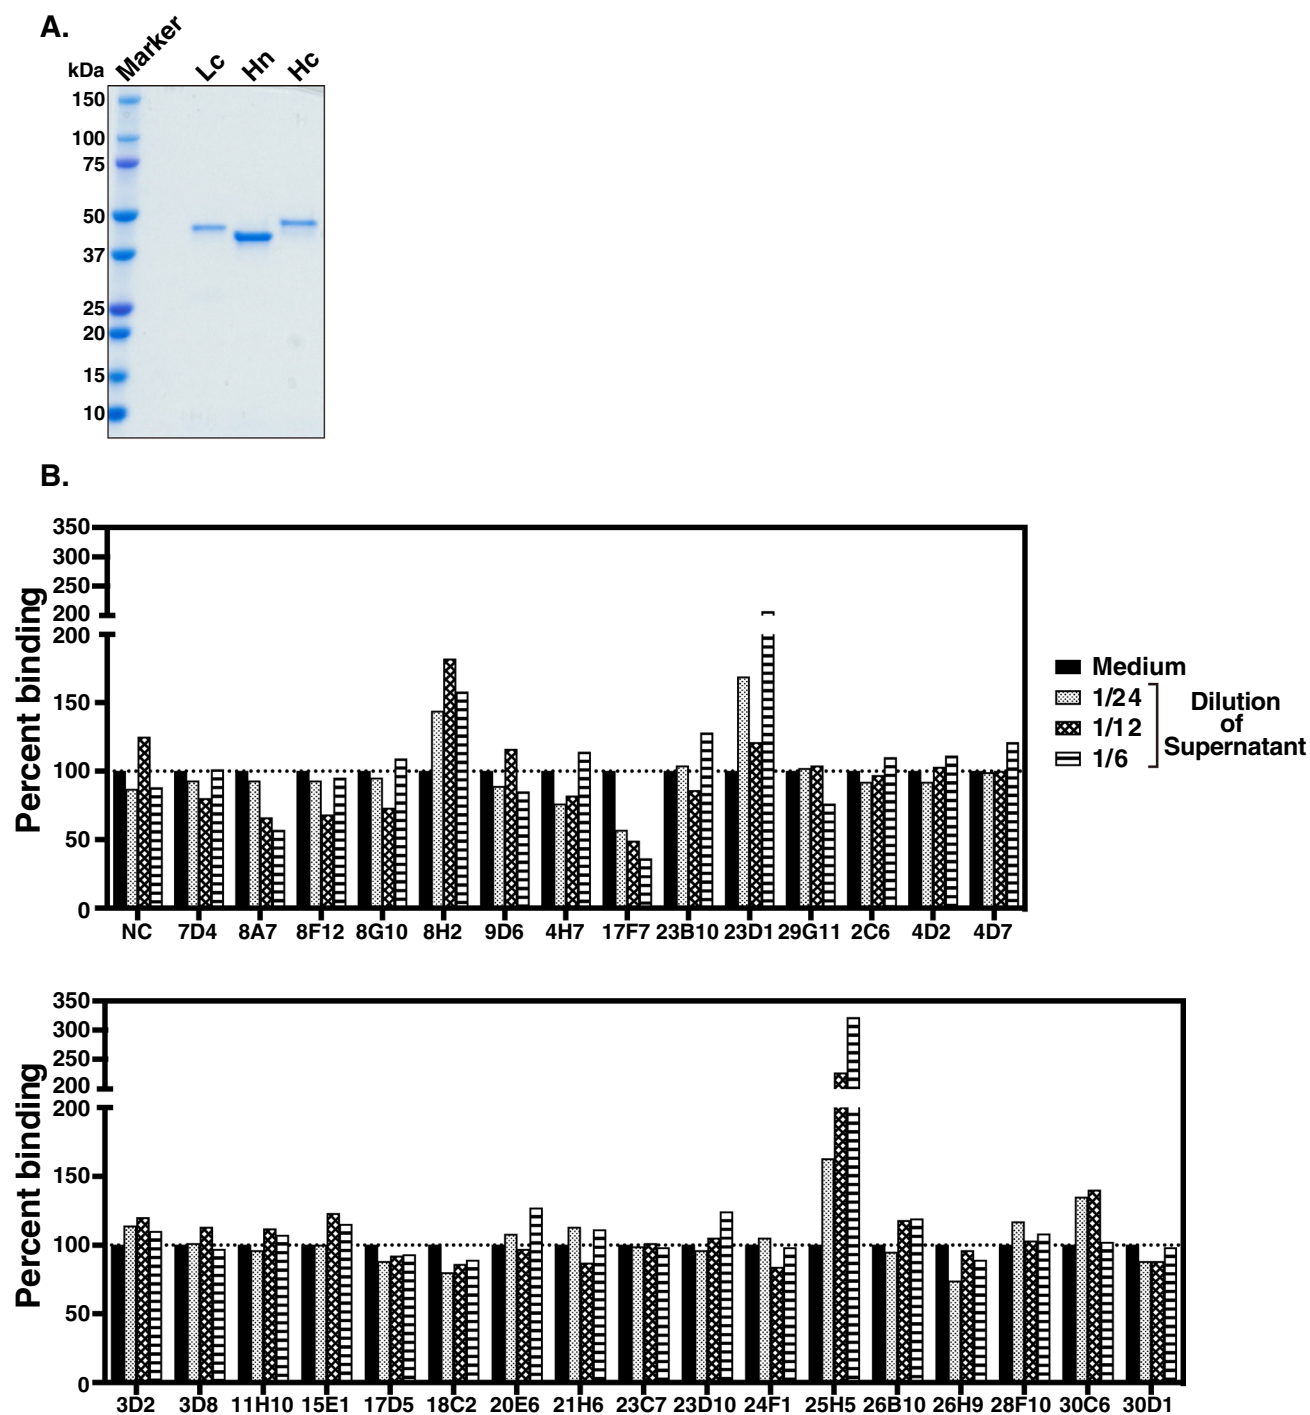 A.
kDa Marker Lc Hn Hc
150
100
75
50
37
25
20
15
10
B.
Percent binding
350
300
250
200
200
150
100
50
0
NC 7D4 8A7 8F12 8G10 8H2 9D6 4H7 17F7 23B10 23D1 29G11 2C6 4D2 4D7
Medium
1/24
1/12
1/6
Dilution
of
Supernatant
Percent binding
350
300
250
200
200
150
100
50
0
3D2 3D8 11H10 15E1 17D5 18C2 20E6 21H6 23C7 23D10 24F1 25H5 26B10 26H9 28F10 30C6 30D1